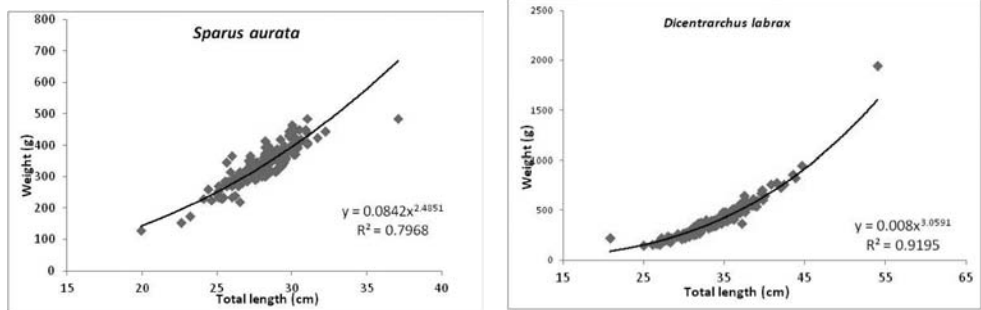 Sparus aurata
Weight (g)
800
700
600
500
400
300
200
100
0
y = 0.0842x^2.4851
R² = 0.7968
15 20 25 30 35 40
Total length (cm)
Dicentrarchus labrax
Weight (g)
2500
2000
1500
1000
500
0
y = 0.008x^3.0591
R² = 0.9195
15 25 35 45 55 65
Total length (cm)